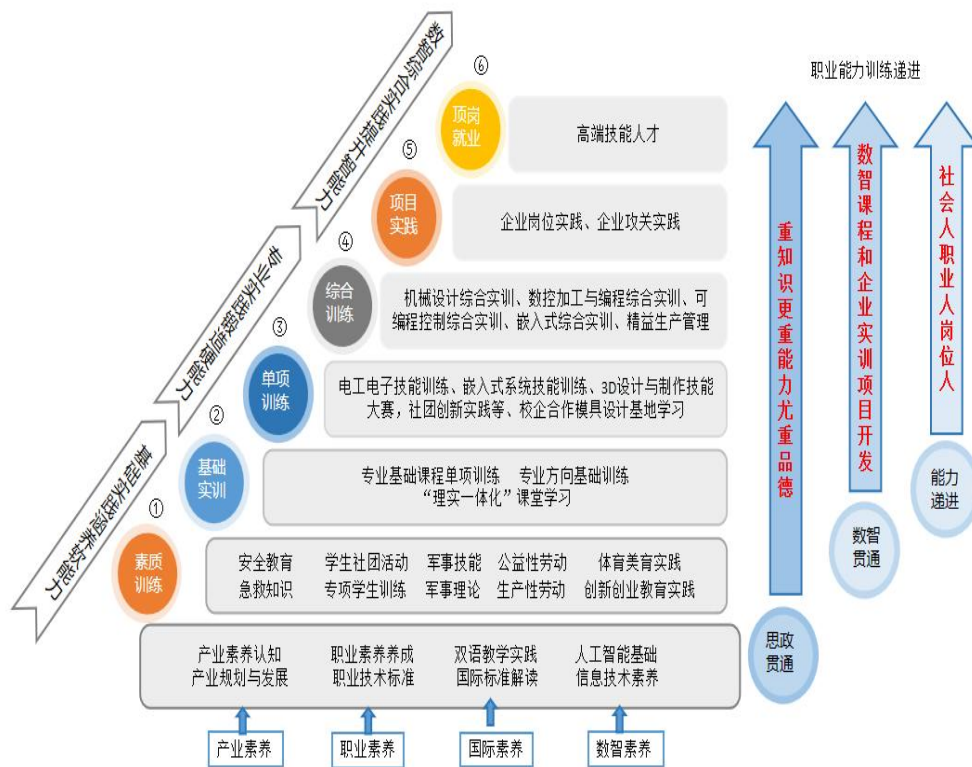 职业能力训练递进
数智综合实践提升智能力
专业实践锻造硬能力
基础实践涵养软能力
⑥
顶岗
就业
高端技能人才
⑤
项目
实践
企业岗位实践、企业攻关实践
④
综合
训练
机械设计综合实训、数控加工与编程综合实训、可
编程控制综合实训、嵌入式综合实训、精益生产管理
③
单项
训练
电工电子技能训练、嵌入式系统技能训练、3D设计与制作技能
大赛，社团创新实践等、校企合作模具设计基地学习
②
基础
实训
专业基础课程单项训练 专业方向基础训练
“理实一体化”课堂学习
①
素质
训练
安全教育 学生社团活动 军事技能 公益性劳动 体育美育实践
急救知识 专项学生训练 军事理论 生产性劳动 创新创业教育实践
产业素养认知 职业素养养成 双语教学实践 人工智能基础
产业规划与发展 职业技术标准 国际标准解读 信息技术素养
产业素养 职业素养 国际素养 数智素养
重知识更重能力尤重品德
思政
贯通
数智课程和企业实训项目开发
数智
贯通
社会人职业人岗位人
能力
递进